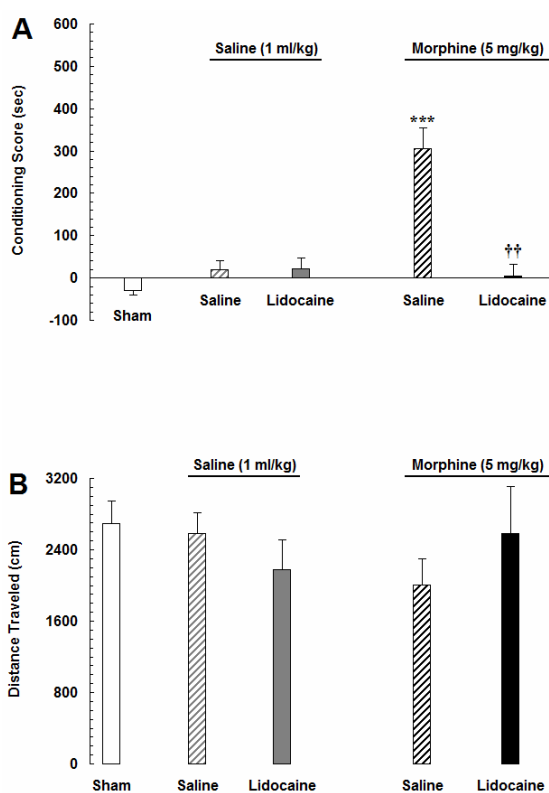 A
Saline (1 ml/kg) Morphine (5 mg/kg)
Conditioning Score (sec)
600
500
400
300
200
100
0
-100
***
††
Sham
Saline Lidocaine Saline Lidocaine
B
Saline (1 ml/kg) Morphine (5 mg/kg)
Distance Traveled (cm)
3200
2400
1600
800
0
Sham Saline Lidocaine Saline Lidocaine